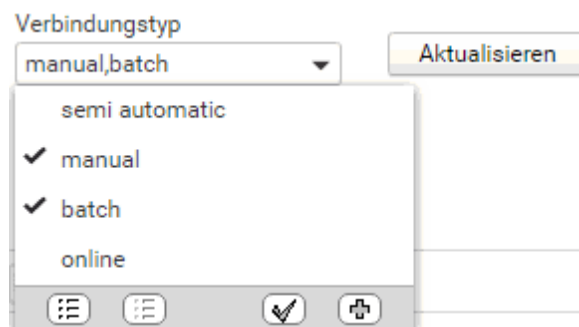 Verbindungstyp
manual,batch
Aktualisieren
semi automatic
manual
batch
online